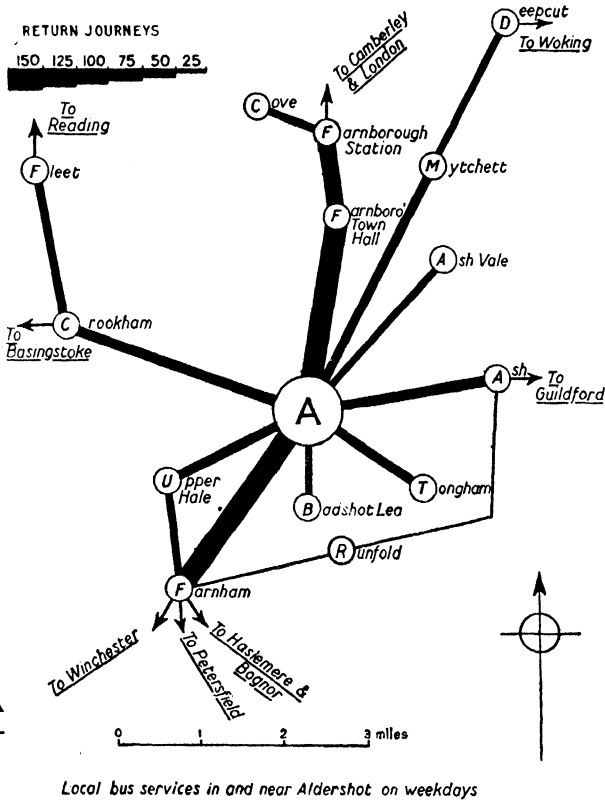 RETURN JOURNEYS
150 125 100 75 50 25
Deepcut
To Woking
To Camberley
& London
Cove
Farnborough
Station
To
Reading
Fleet
Mytchett
Farnboro'
Town
Hall
Ash Vale
Crookham
To
Basingstoke
Ash
To
Guildford
A
Upper
Hale
Tongham
Badshot Lea
Runfold
Farnham
To Winchester
To Petersfield
To Haslemere &
Bognor
0 1 2 3 miles
Local bus services in and near Aldershot on weekdays